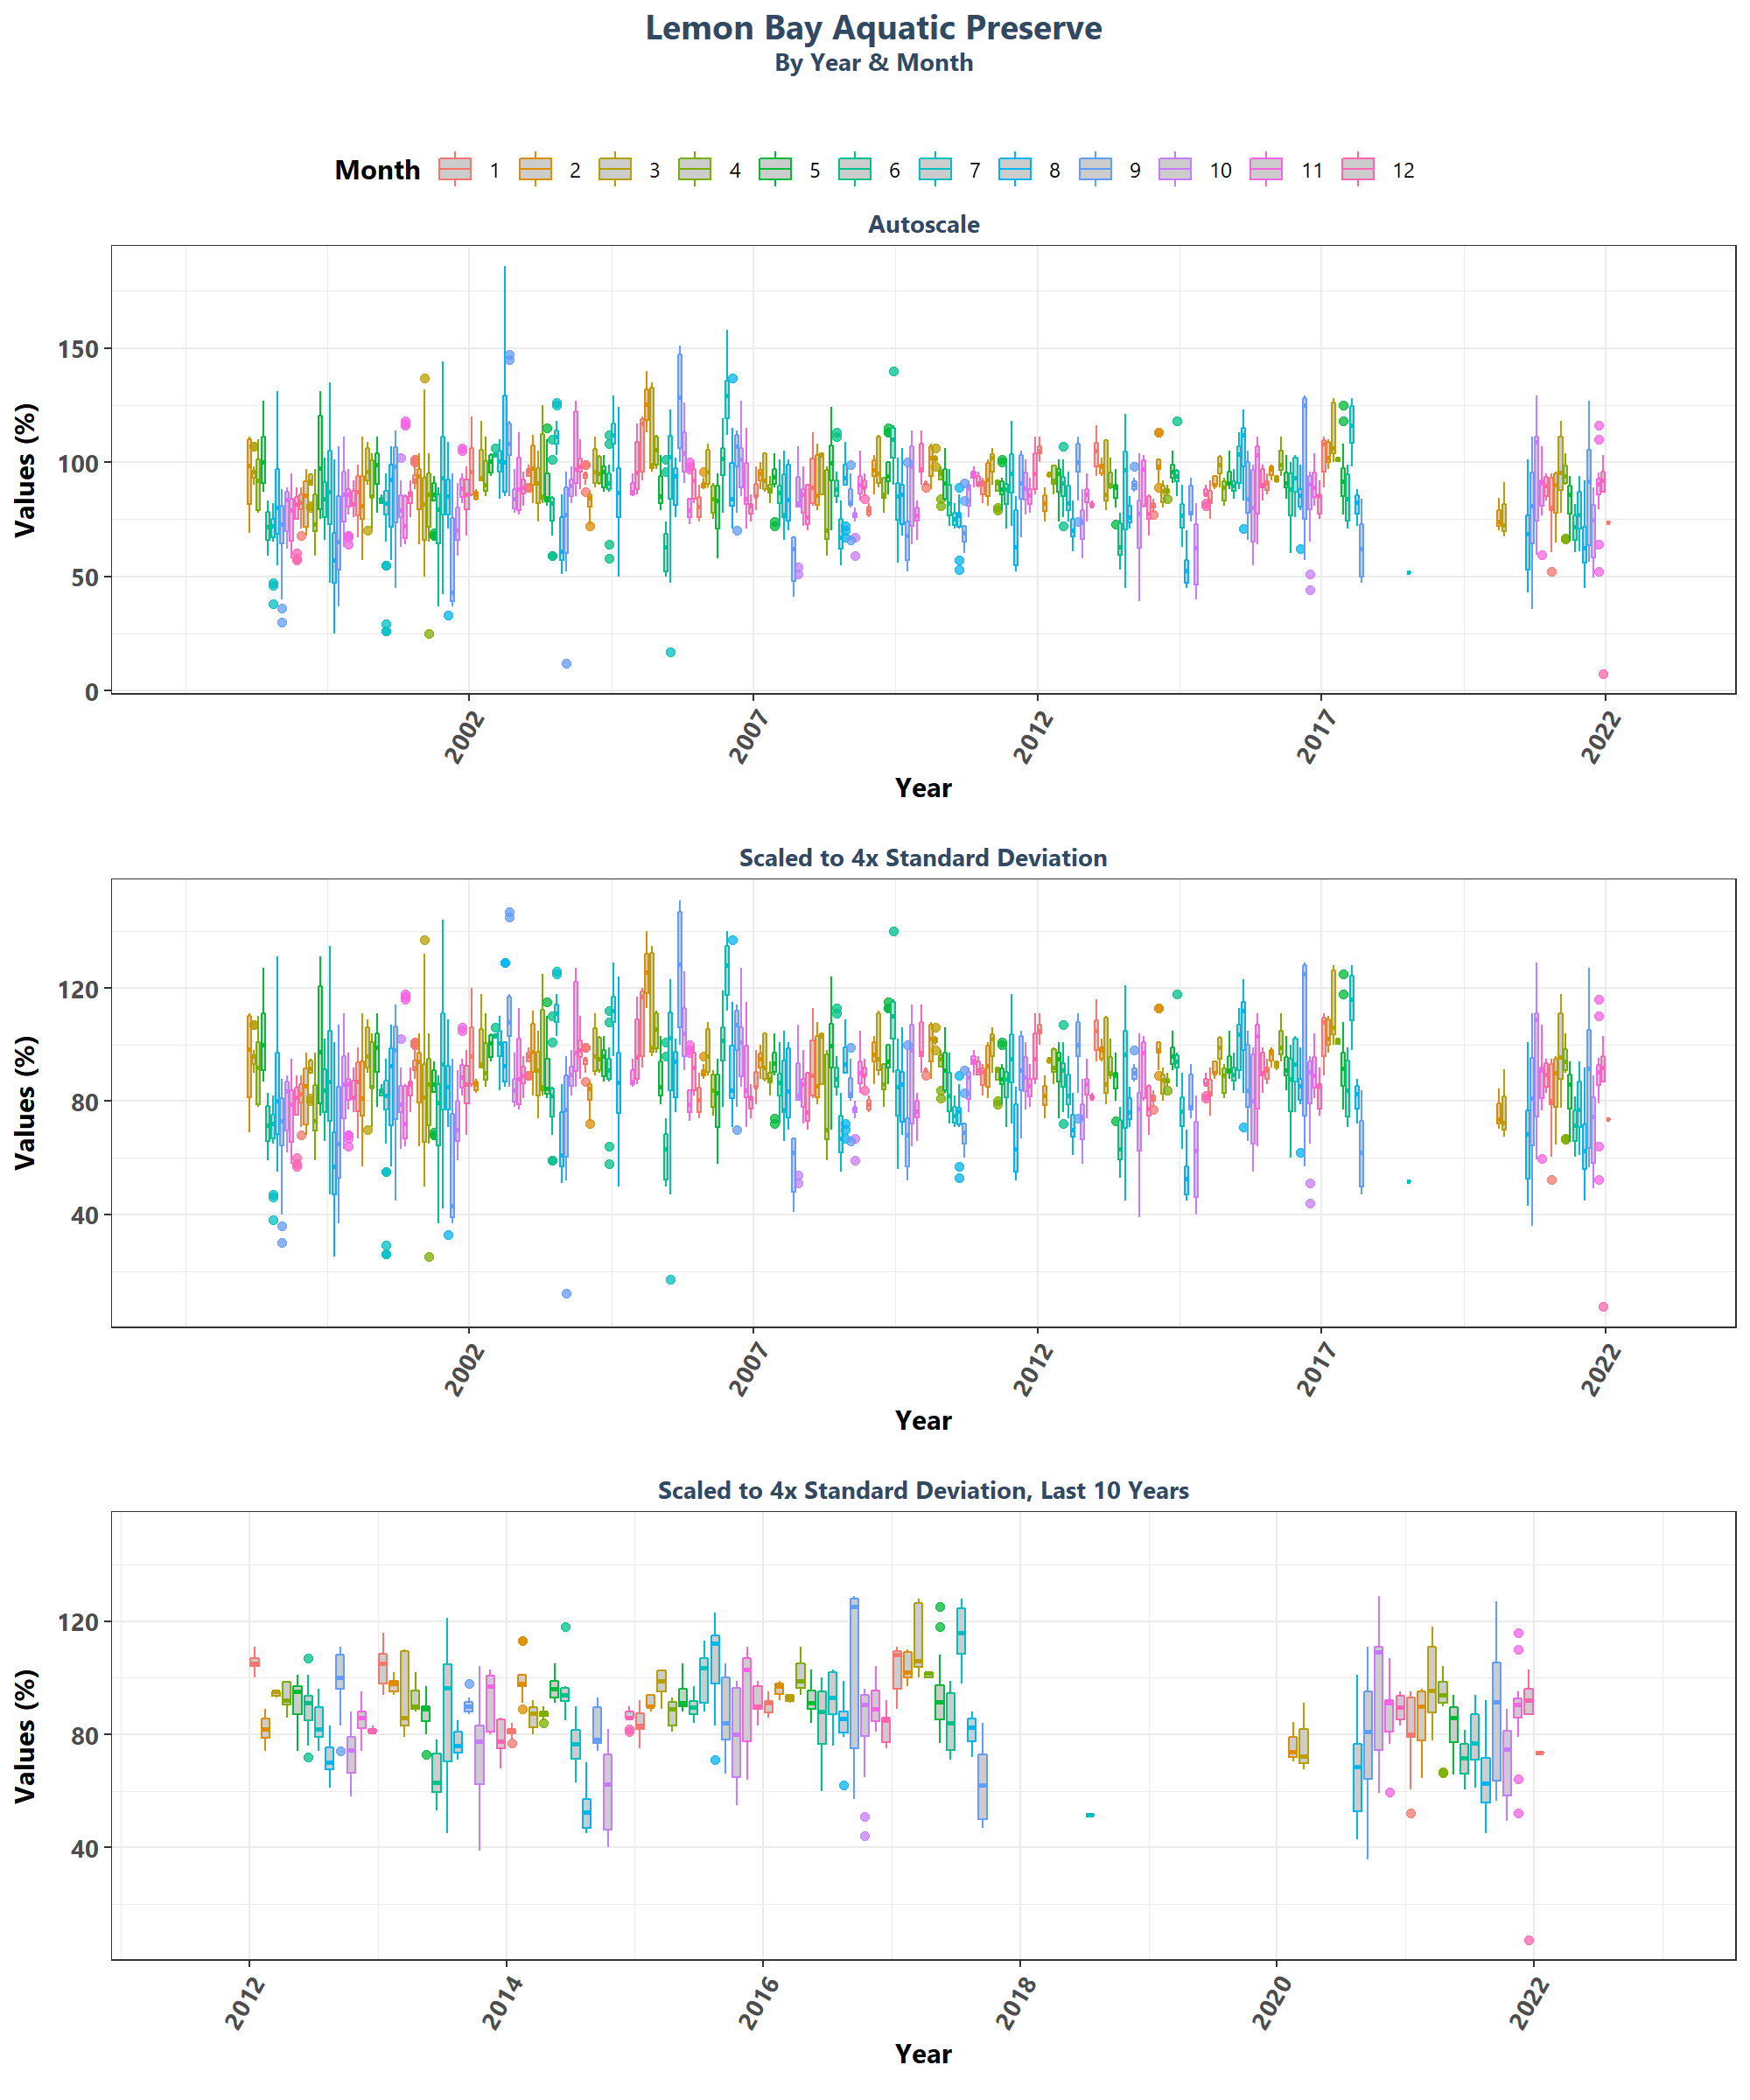 Lemon Bay Aquatic Preserve
By Year & Month
Month 1 2 3 4 5 6 7 8 9 10 11 12
Autoscale
Values (%)
150
100
50
0
2002 2007 2012 2017 2022
Year
Scaled to 4x Standard Deviation
Values (%)
120
80
40
2002 2007 2012 2017 2022
Year
Scaled to 4x Standard Deviation, Last 10 Years
Values (%)
120
80
40
2012 2014 2016 2018 2020 2022
Year